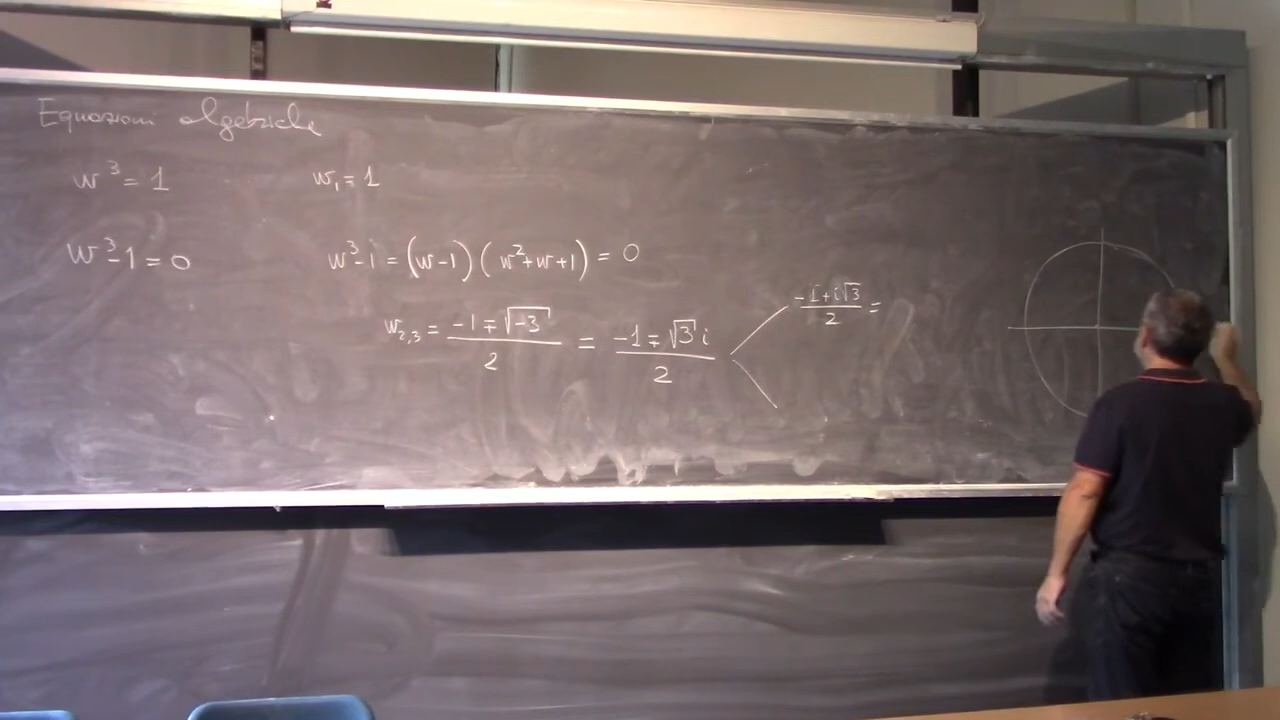 Equazioni algebriche
w³ = 1 w₁ = 1
w³-1 = 0 w³-1 = (w-1)(w²+w+1) = 0
w₂,₃ = (-1 ∓ √-3)/2 = (-1 ∓ √3 i)/2 (-1+i√3)/2 =